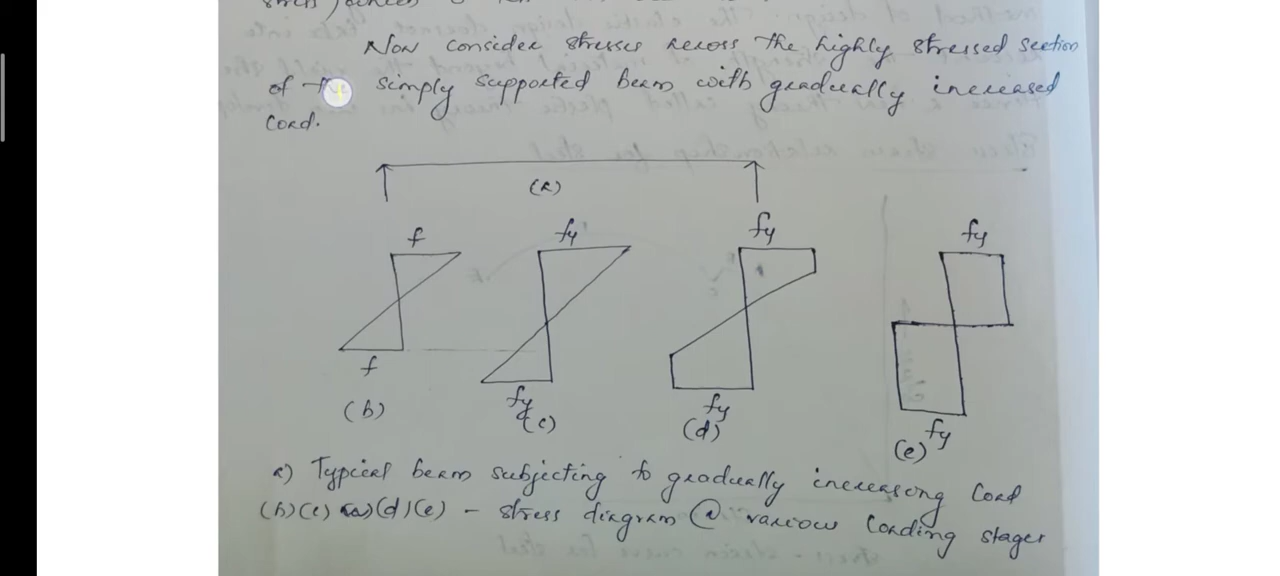 Now consider stresses across the highly stressed section
of the simply supported beam with gradually increased
load.
(a)
f
fy
fy
fy
f
fy
fy
fy
(b)
(c)
(d)
(e)
a) Typical beam subjecting to gradually increasing load
(b)(c) (d)(e) - stress diagram @ various loading stages